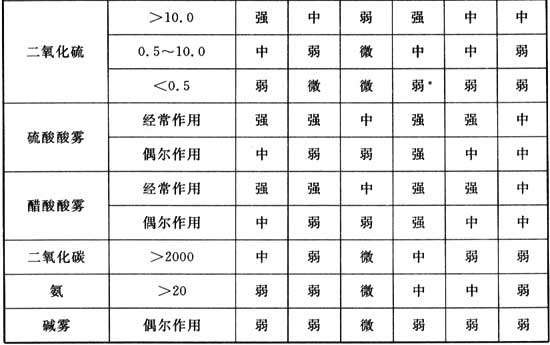 二氧化硫 >10.0 强 中 弱 强 中 中
0.5～10.0 中 弱 微 中 中 弱
<0.5 弱 微 微 弱* 弱 弱
硫酸酸雾 经常作用 强 强 中 强 强 中
偶尔作用 中 弱 弱 强 中 中
醋酸酸雾 经常作用 强 强 中 强 强 中
偶尔作用 中 弱 弱 强 中 中
二氧化碳 >2000 中 弱 微 中 弱 弱
氨 >20 弱 弱 微 中 中 弱
碱雾 偶尔作用 弱 弱 微 弱 弱 弱